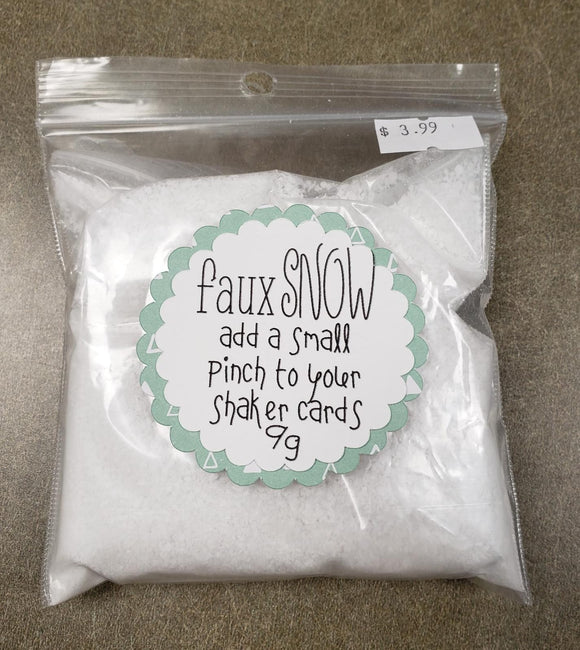 $ 3.99
faux SNOW
add a small
pinch to your
shaker cards
9g